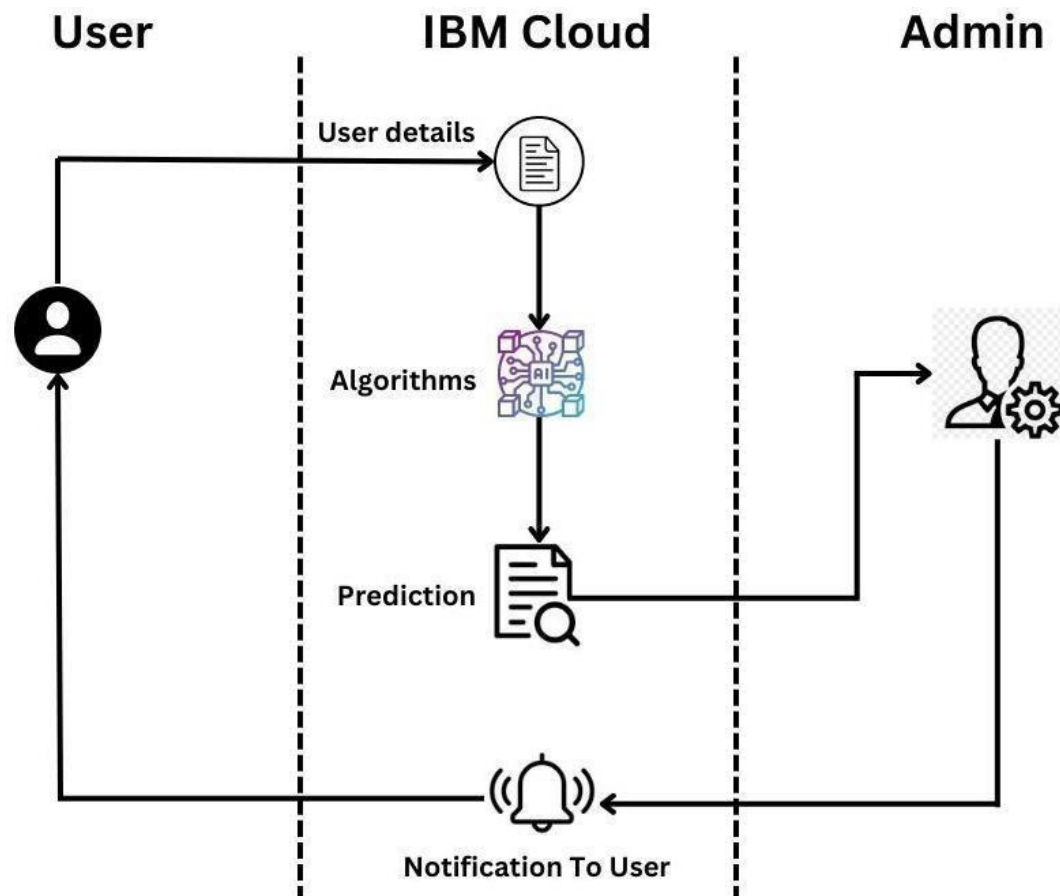 User
IBM Cloud
Admin
User details
AI
Algorithms
Prediction
Notification To User